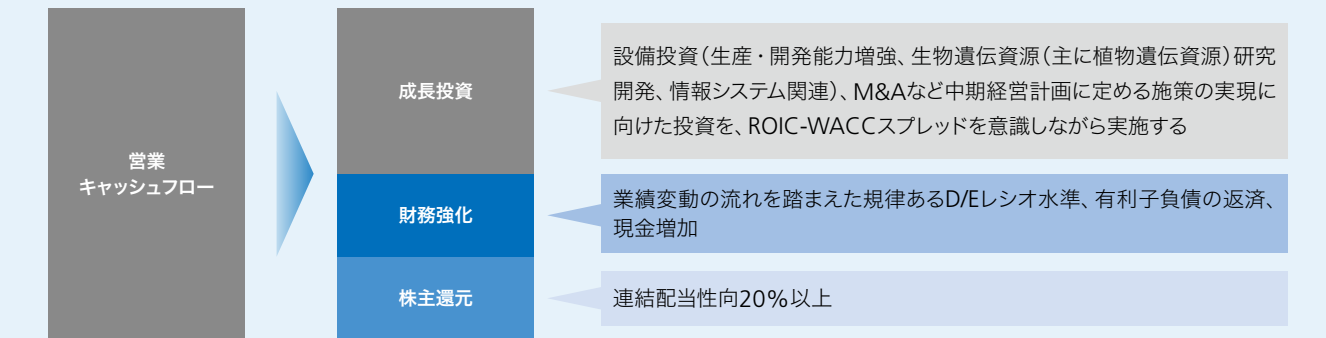 営業
キャッシュフロー
成長投資
設備投資（生産・開発能力増強、生物遺伝資源（主に植物遺伝資源）研究
開発、情報システム関連）、M&Aなど中期経営計画に定める施策の実現に
向けた投資を、ROIC-WACCスプレッドを意識しながら実施する
財務強化
業績変動の流れを踏まえた規律あるD/Eレシオ水準、有利子負債の返済、
現金増加
株主還元
連結配当性向20％以上